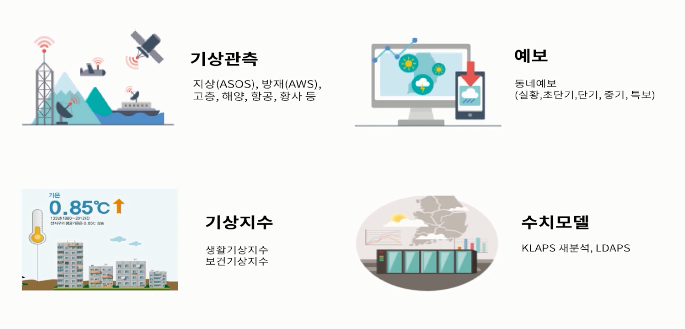 기상관측
지상(ASOS), 방재(AWS),
고층, 해양, 항공, 황사 등
예보
동네예보
(실황,초단기,단기, 중기, 특보)
기온
0.85℃
기상지수
생활기상지수
보건기상지수
수치모델
KLAPS 재분석, LDAPS